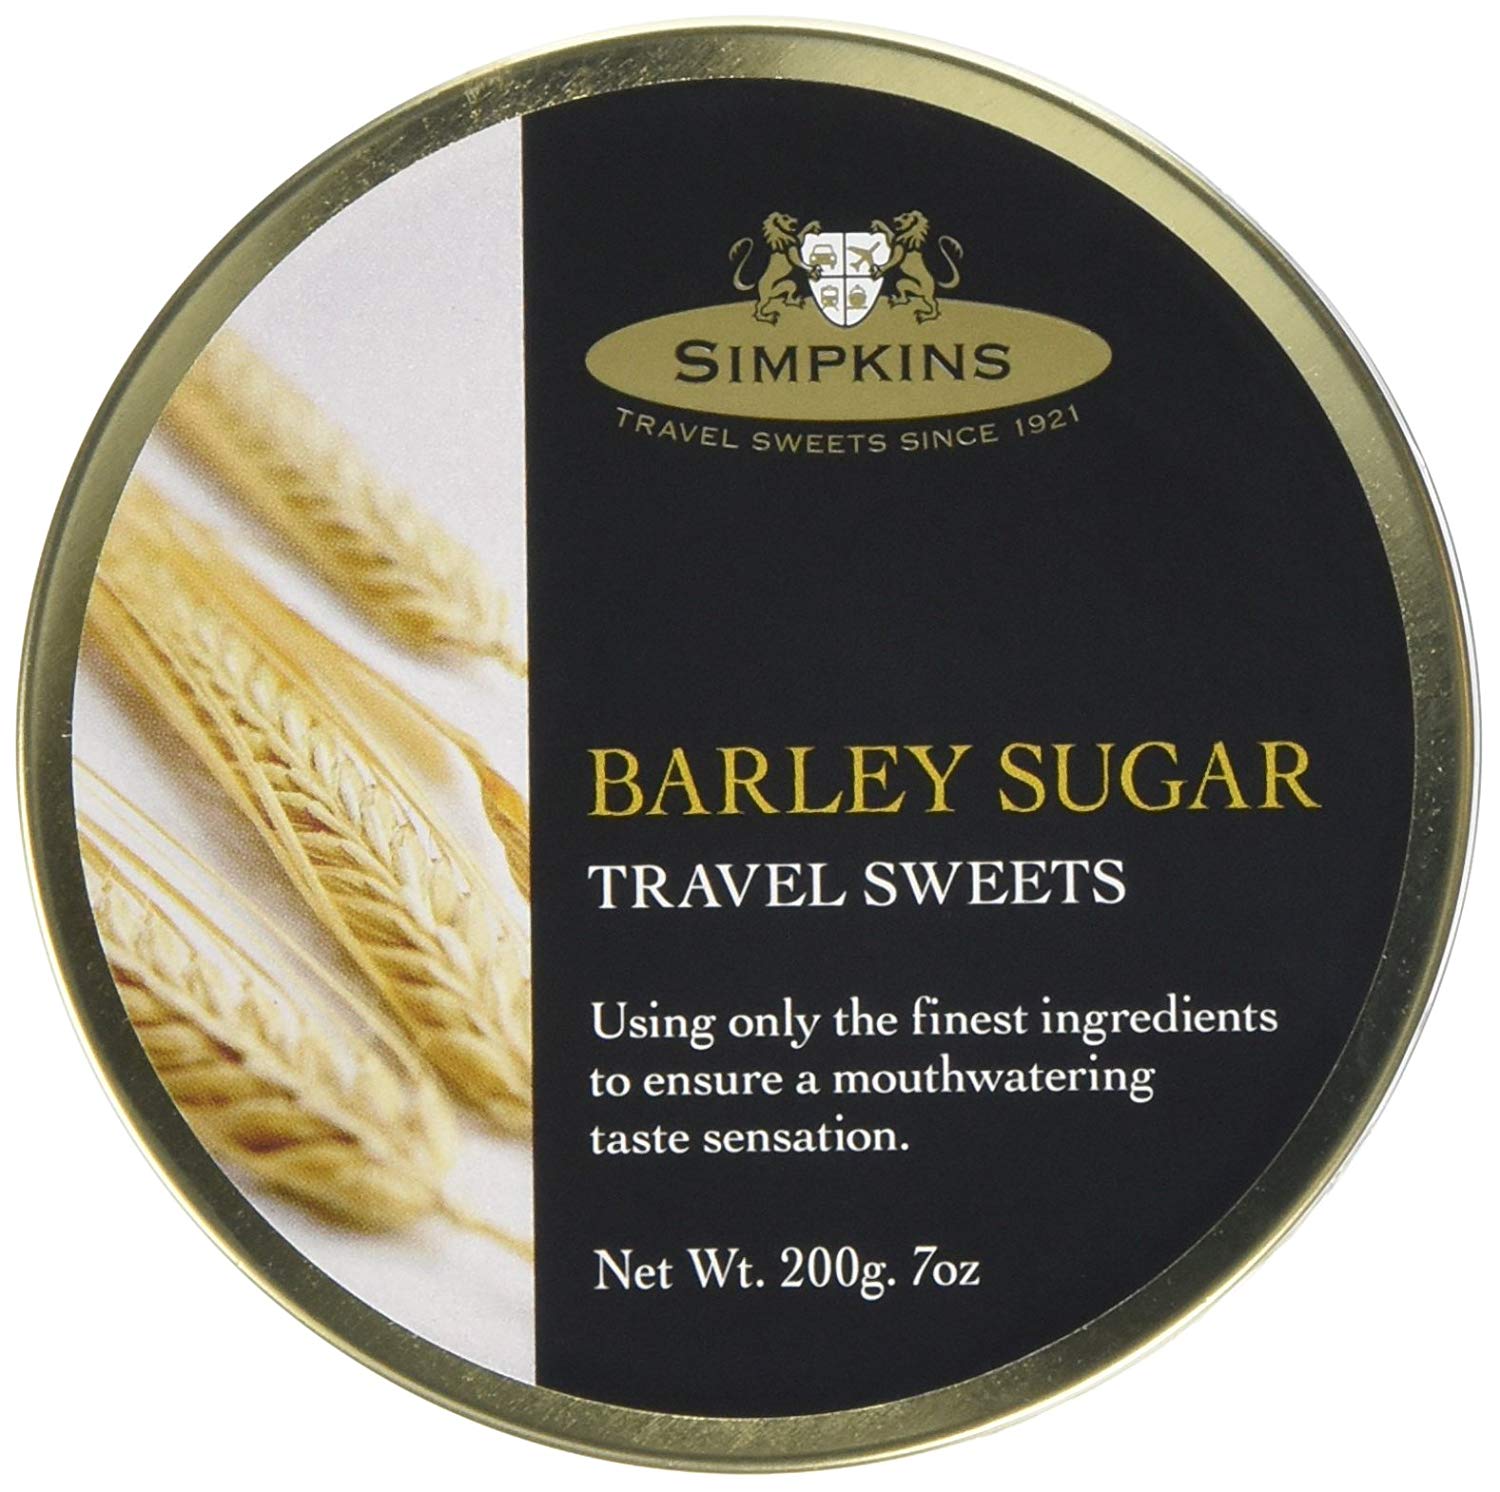 SIMPKINS
TRAVEL SWEETS SINCE 1921
BARLEY SUGAR
TRAVEL SWEETS
Using only the finest ingredients
to ensure a mouthwatering
taste sensation.
Net Wt. 200g. 7oz